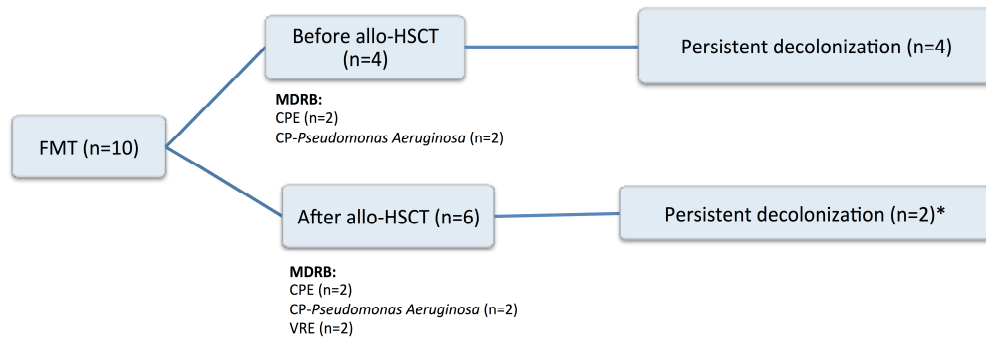 FMT (n=10)
Before allo-HSCT
(n=4)
MDRB:
CPE (n=2)
CP-Pseudomonas Aeruginosa (n=2)
Persistent decolonization (n=4)
After allo-HSCT (n=6)
MDRB:
CPE (n=2)
CP-Pseudomonas Aeruginosa (n=2)
VRE (n=2)
Persistent decolonization (n=2)*